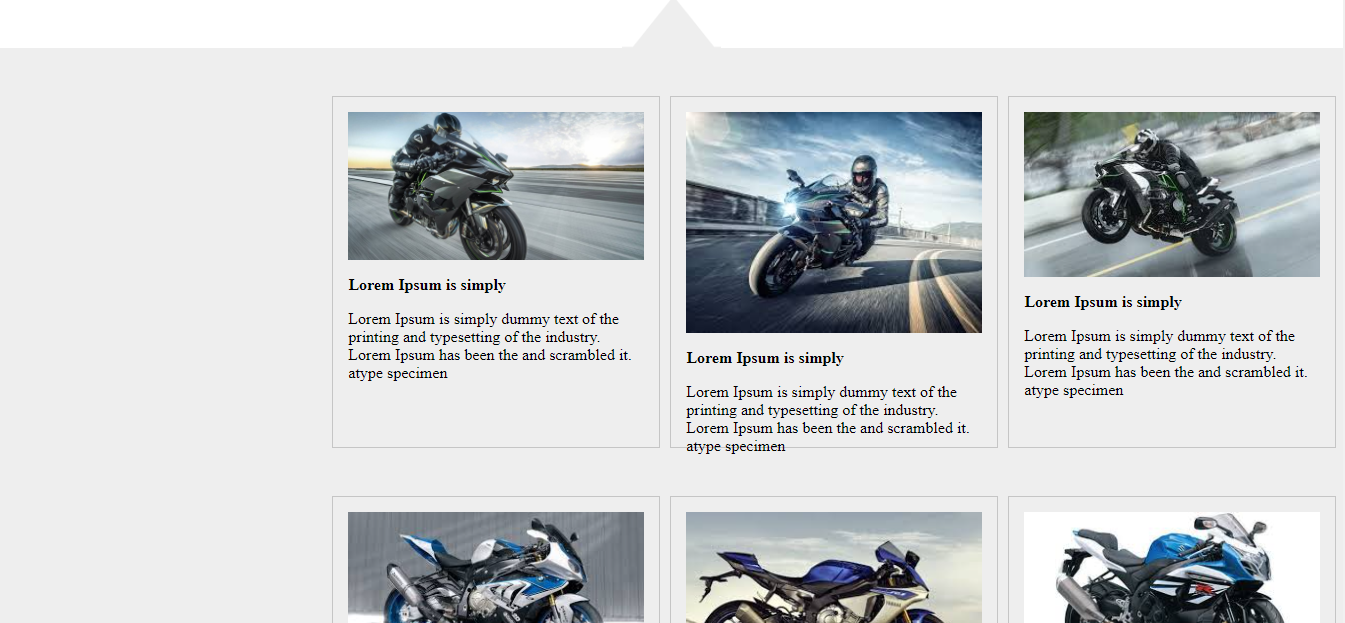 Lorem Ipsum is simply
Lorem Ipsum is simply dummy text of the
printing and typesetting of the industry.
Lorem Ipsum has been the and scrambled it.
atype specimen
Lorem Ipsum is simply
Lorem Ipsum is simply dummy text of the
printing and typesetting of the industry.
Lorem Ipsum has been the and scrambled it.
atype specimen
Lorem Ipsum is simply
Lorem Ipsum is simply dummy text of the
printing and typesetting of the industry.
Lorem Ipsum has been the and scrambled it.
atype specimen